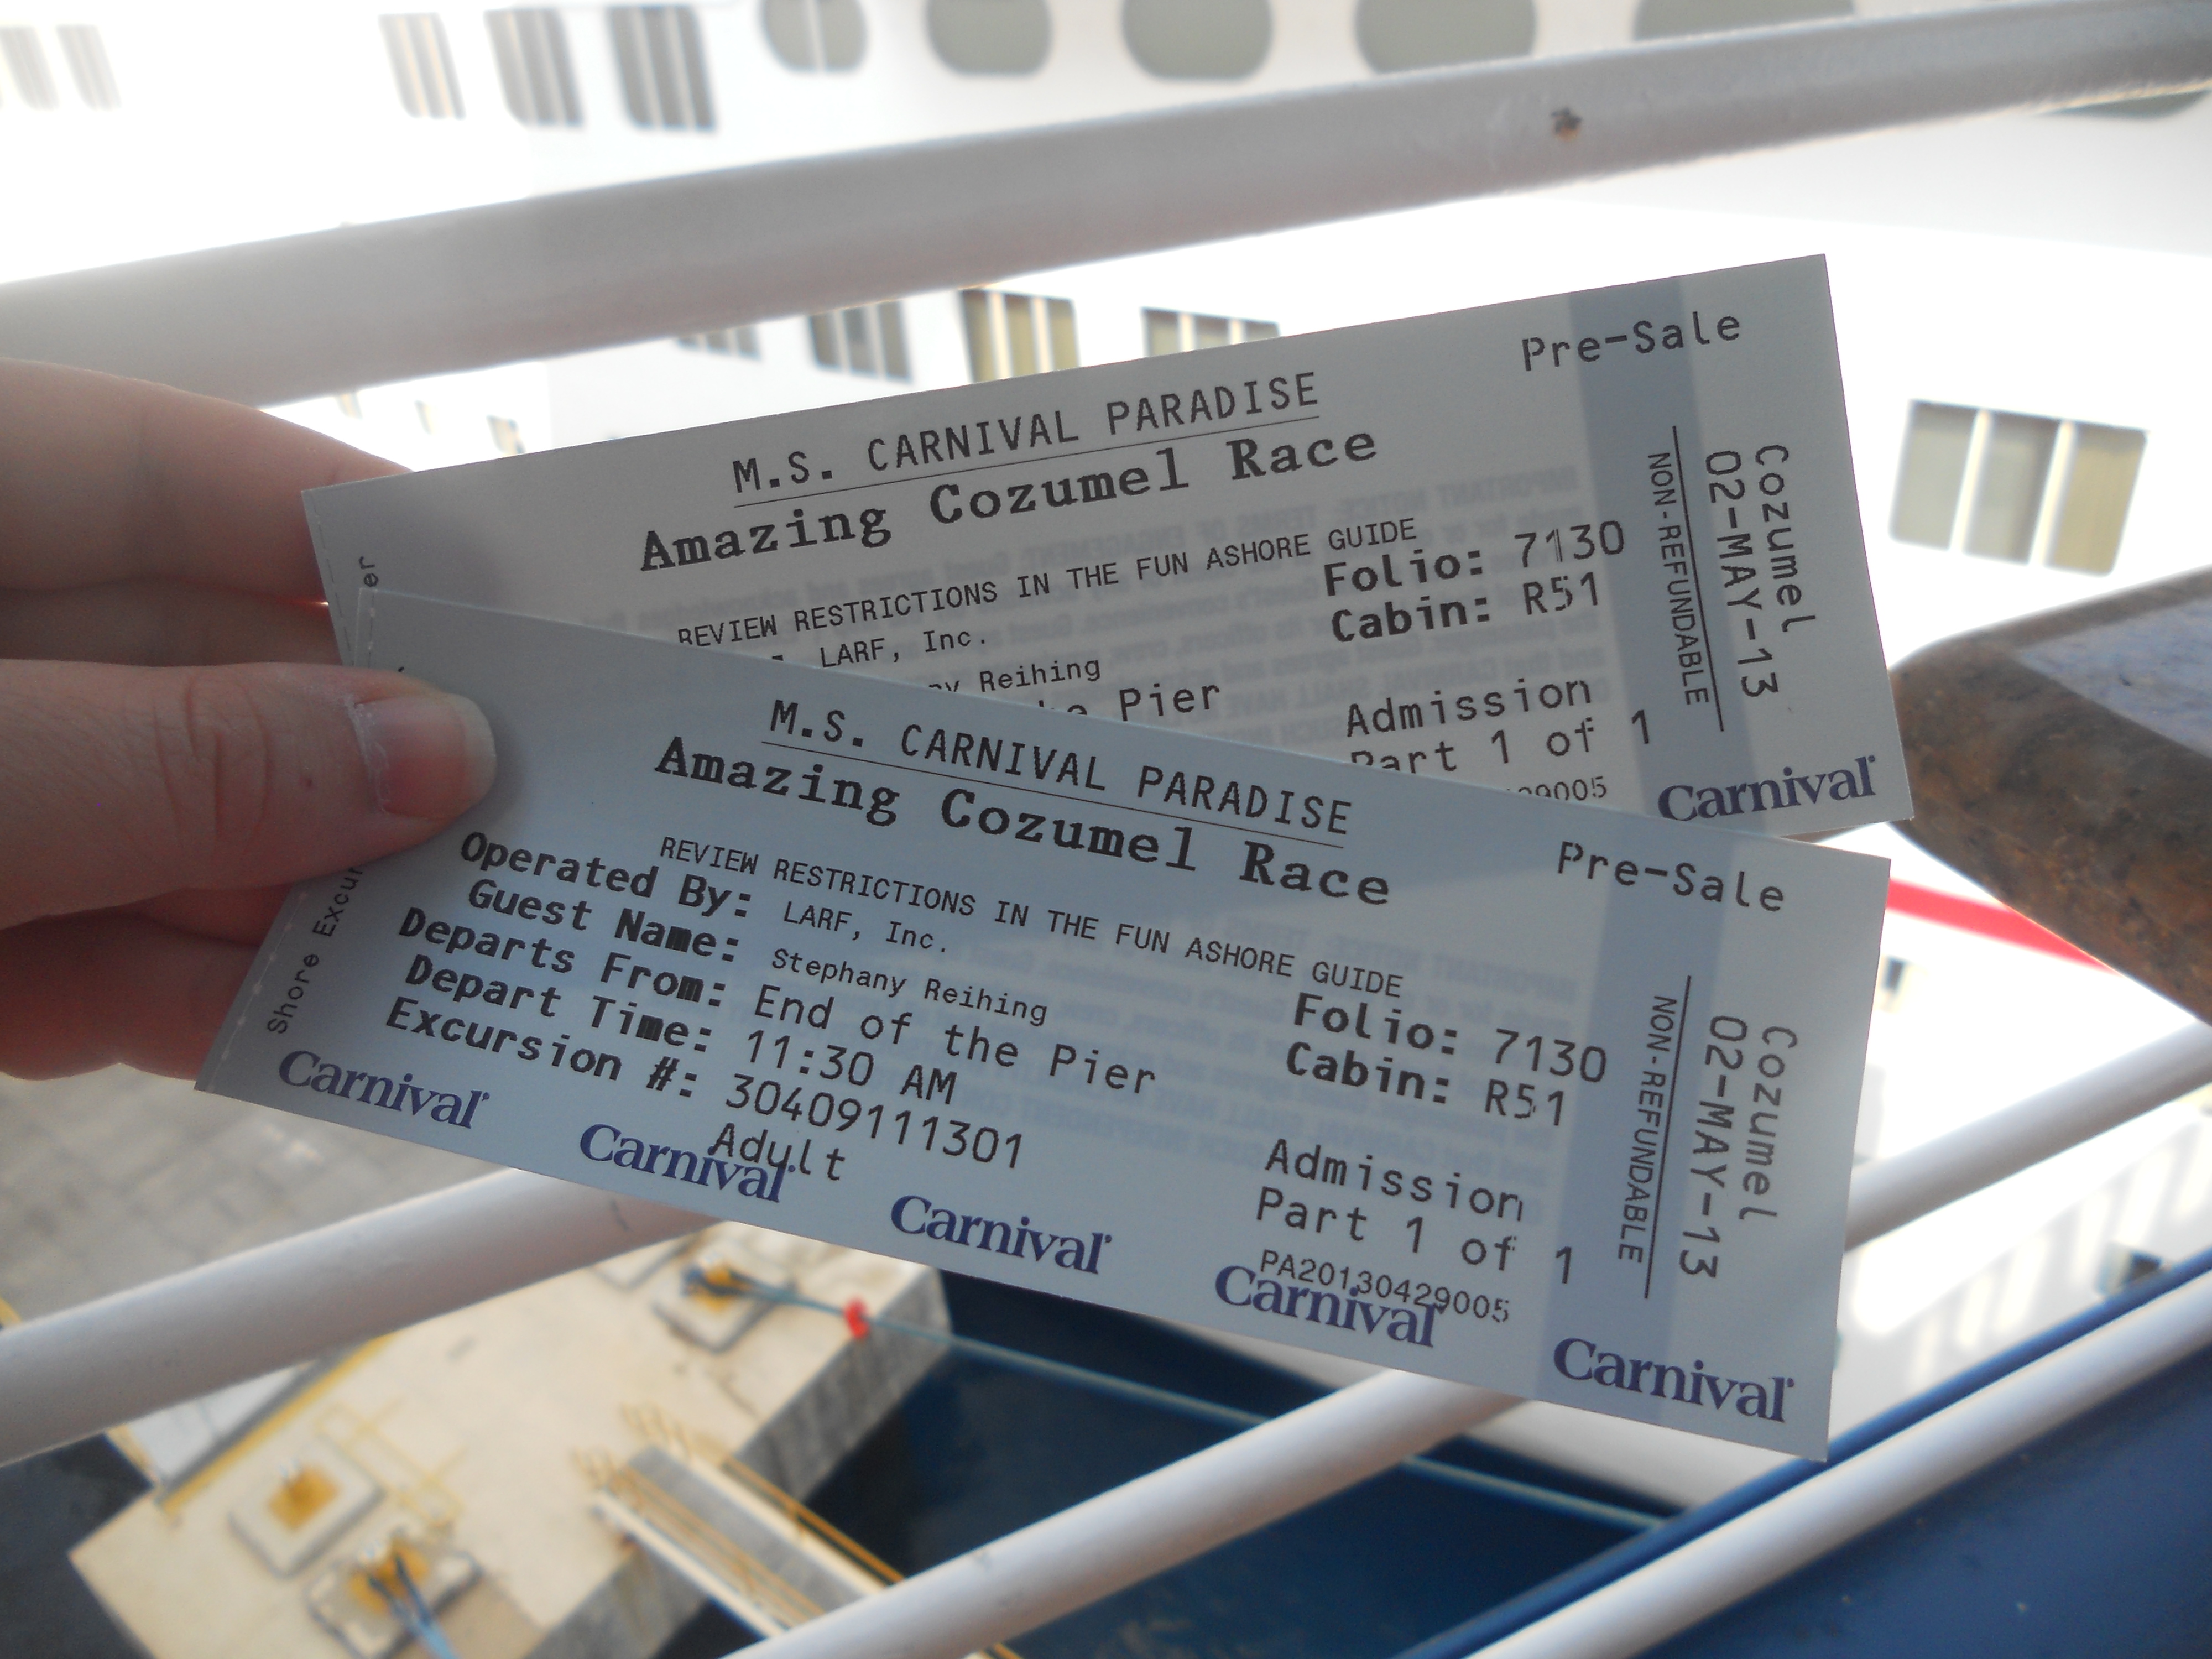 Pre-Sale
M.S. CARNIVAL PARADISE
Amazing Cozumel Race
REVIEW RESTRICTIONS IN THE FUN ASHORE GUIDE
LARF, Inc.
Reihing
Pier
Folio: 7130
Cabin: R51
Admission
Part 1 of 1
9005
NON-REFUNDABLE
02-MAY-13
Cozumel
Carnival
er
Pre-Sale
M.S. CARNIVAL PARADISE
Amazing Cozumel Race
REVIEW RESTRICTIONS IN THE FUN ASHORE GUIDE
Operated By: LARF, Inc.
Guest Name: Stephany Reihing
Departs From: End of the Pier
Depart Time: 11:30 AM
Excursion #: 30409111301
Adult
Folio: 7130
Cabin: R51
Admission
Part 1 of 1
PA20130429005
NON-REFUNDABLE
02-MAY-13
Cozumel
Shore Excur
Carnival Carnival Carnival Carnival Carnival